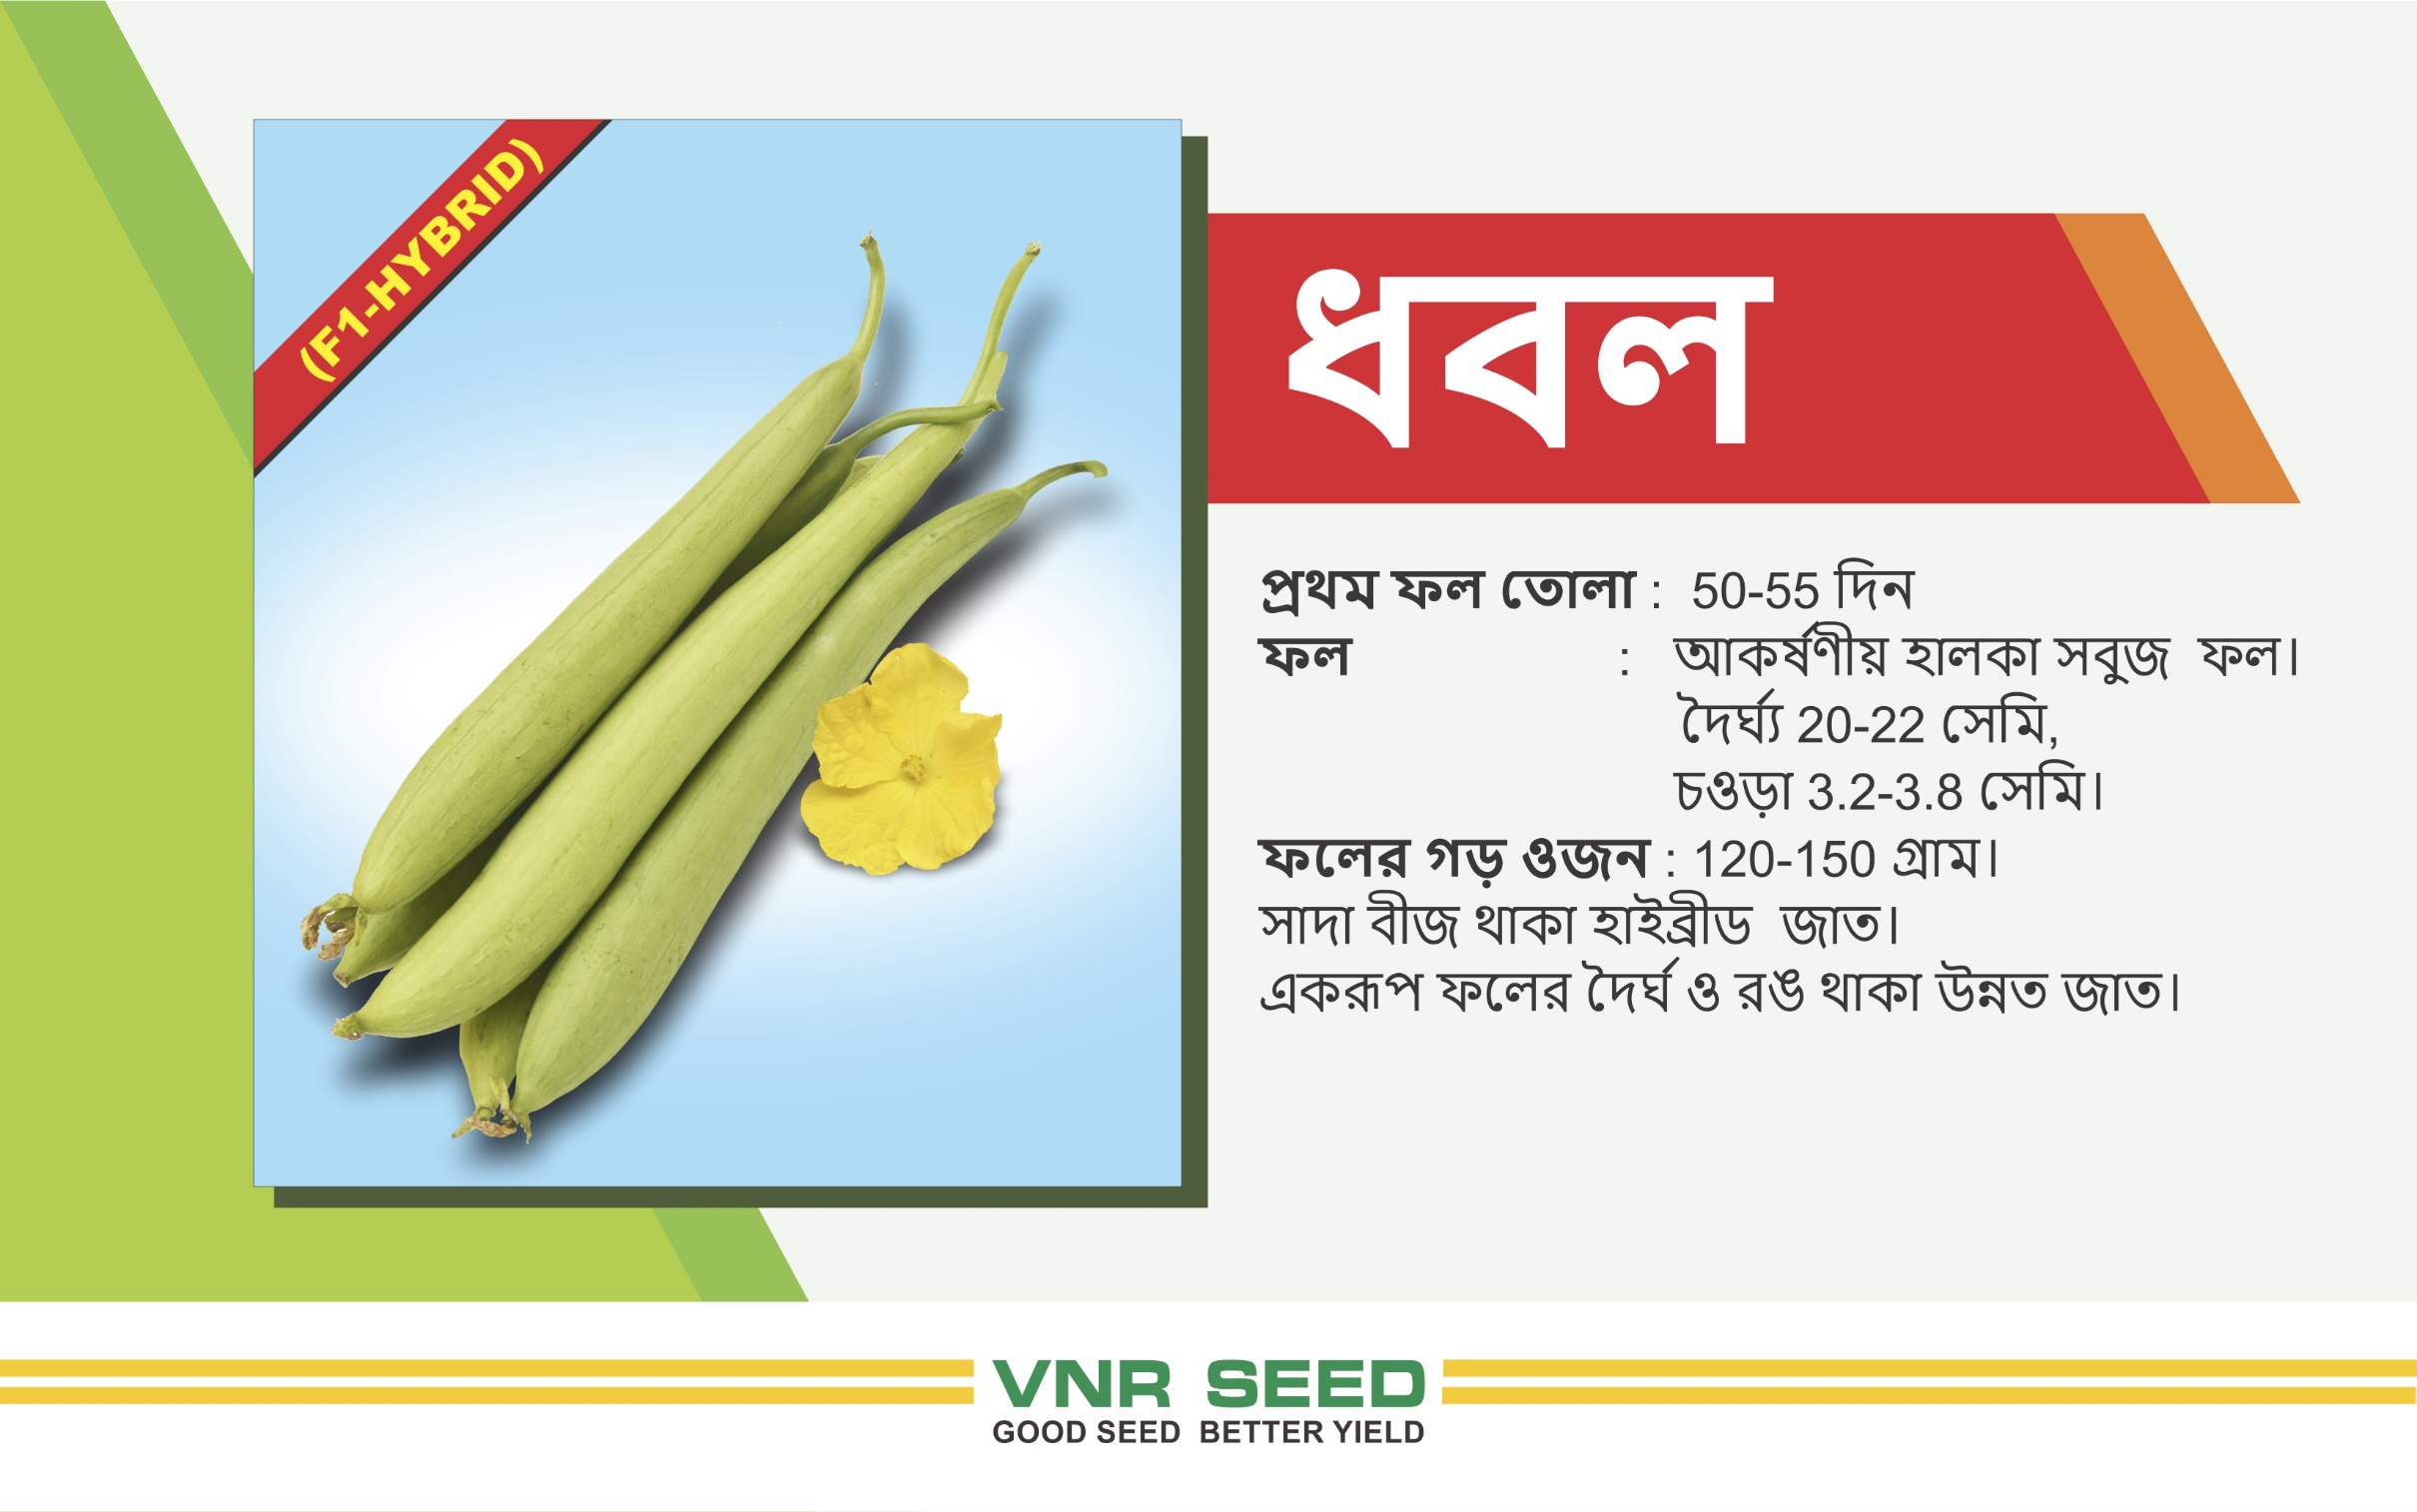 (F1-HYBRID))
ধবল
প্রথম ফল তোলা : 50-55 দিন
ফল : আকর্ষণীয় হালকা সবুজ ফল।
দৈর্ঘ্য 20-22 সেমি,
চওড়া 3.2-3.8 সেমি।
ফলের গড় ওজন : 120-150 গ্রাম।
সাদা বীজ থাকা হাইব্রীড জাত।
একরূপ ফলের দৈর্ঘ ও রঙ থাকা উন্নত জাত।
VNR SEED
GOOD SEED BETTER YIELD